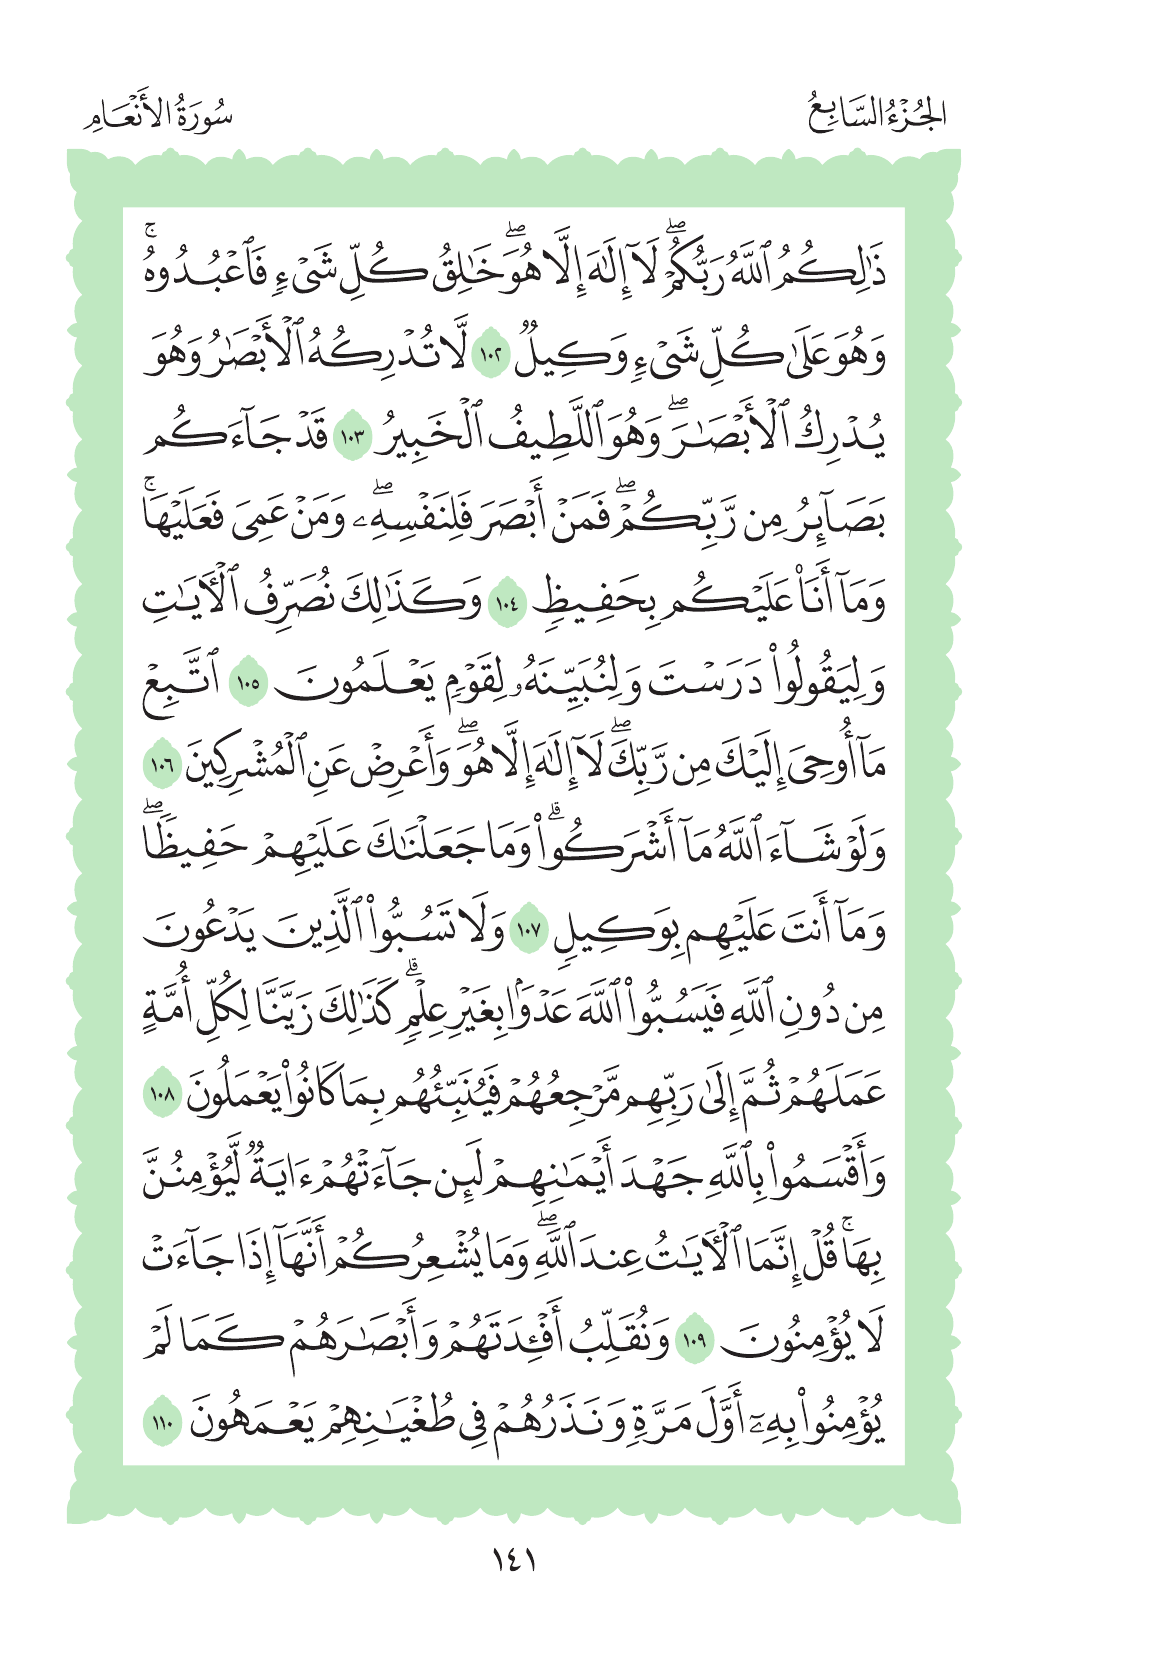 الجُزْءُ السَّابِعُ
سُورَةُ الأَنْعَامِ
ذَٰلِكُمُ ٱللَّهُ رَبُّكُمْۖ لَآ إِلَٰهَ إِلَّا هُوَۖ خَٰلِقُ كُلِّ شَىْءٍ فَٱعْبُدُوهُۚ
وَهُوَ عَلَىٰ كُلِّ شَىْءٍ وَكِيلٌ ١٠٢ لَّا تُدْرِكُهُ ٱلْأَبْصَٰرُ وَهُوَ
يُدْرِكُ ٱلْأَبْصَٰرَۖ وَهُوَ ٱللَّطِيفُ ٱلْخَبِيرُ ١٠٣ قَدْ جَآءَكُم
بَصَآئِرُ مِن رَّبِّكُمْۖ فَمَنْ أَبْصَرَ فَلِنَفْسِهِۦۖ وَمَنْ عَمِىَ فَعَلَيْهَاۚ
وَمَآ أَنَا۠ عَلَيْكُم بِحَفِيظٍ ١٠٤ وَكَذَٰلِكَ نُصَرِّفُ ٱلْـَٔايَٰتِ
وَلِيَقُولُوا۟ دَرَسْتَ وَلِنُبَيِّنَهُۥ لِقَوْمٍ يَعْلَمُونَ ١٠٥ ٱتَّبِعْ
مَآ أُوحِىَ إِلَيْكَ مِن رَّبِّكَۖ لَآ إِلَٰهَ إِلَّا هُوَۖ وَأَعْرِضْ عَنِ ٱلْمُشْرِكِينَ ١٠٦
وَلَوْ شَآءَ ٱللَّهُ مَآ أَشْرَكُوا۟ۗ وَمَا جَعَلْنَٰكَ عَلَيْهِمْ حَفِيظًاۖ
وَمَآ أَنتَ عَلَيْهِم بِوَكِيلٍ ١٠٧ وَلَا تَسُبُّوا۟ ٱلَّذِينَ يَدْعُونَ
مِن دُونِ ٱللَّهِ فَيَسُبُّوا۟ ٱللَّهَ عَدْوًۢا بِغَيْرِ عِلْمٍۗ كَذَٰلِكَ زَيَّنَّا لِكُلِّ أُمَّةٍ
عَمَلَهُمْ ثُمَّ إِلَىٰ رَبِّهِم مَّرْجِعُهُمْ فَيُنَبِّئُهُم بِمَا كَانُوا۟ يَعْمَلُونَ ١٠٨
وَأَقْسَمُوا۟ بِٱللَّهِ جَهْدَ أَيْمَٰنِهِمْ لَئِن جَآءَتْهُمْ ءَايَةٌ لَّيُؤْمِنُنَّ
بِهَاۚ قُلْ إِنَّمَا ٱلْـَٔايَٰتُ عِندَ ٱللَّهِۖ وَمَا يُشْعِرُكُمْ أَنَّهَآ إِذَا جَآءَتْ
لَا يُؤْمِنُونَ ١٠٩ وَنُقَلِّبُ أَفْـِٔدَتَهُمْ وَأَبْصَٰرَهُمْ كَمَا لَمْ
يُؤْمِنُوا۟ بِهِۦٓ أَوَّلَ مَرَّةٍ وَنَذَرُهُمْ فِى طُغْيَٰنِهِمْ يَعْمَهُونَ ١١٠
١٤١